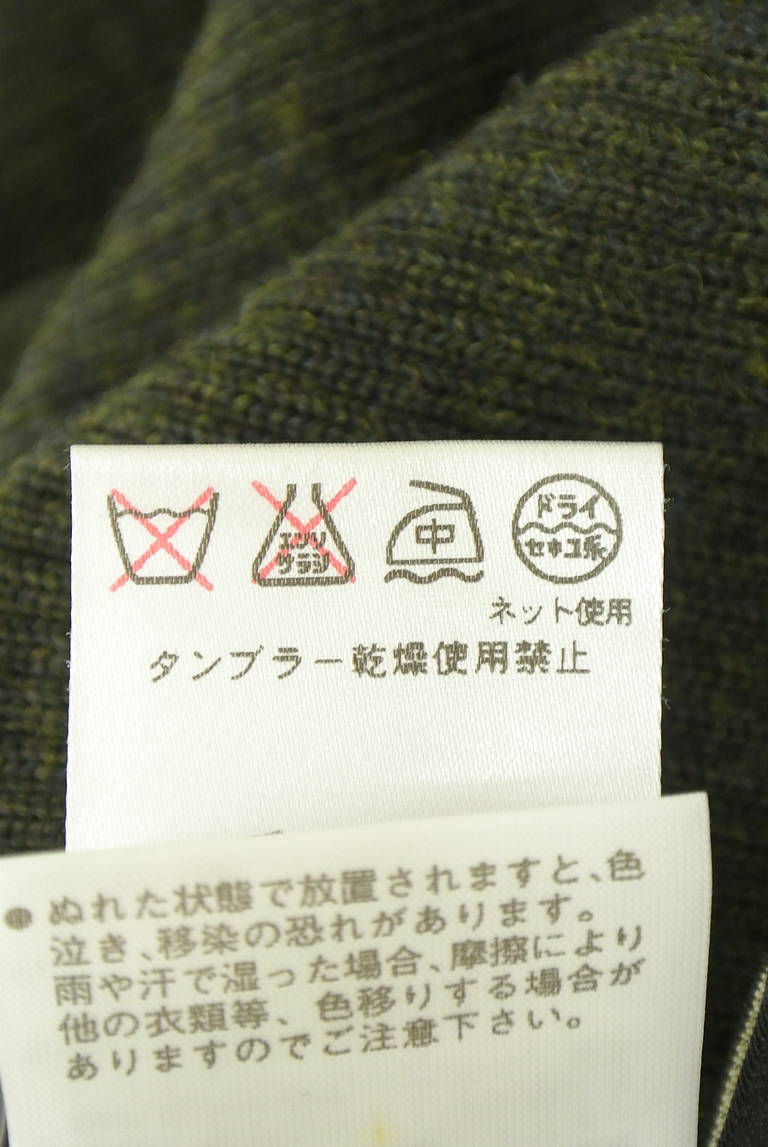 エンソ
サラシ
中
ドライ
セキユ系
ネット使用
タンブラー乾燥使用禁止
● ぬれた状態で放置されますと、色
泣き、移染の恐れがあります。
雨や汗で湿った場合、摩擦により
他の衣類等、色移りする場合が
ありますのでご注意下さい。